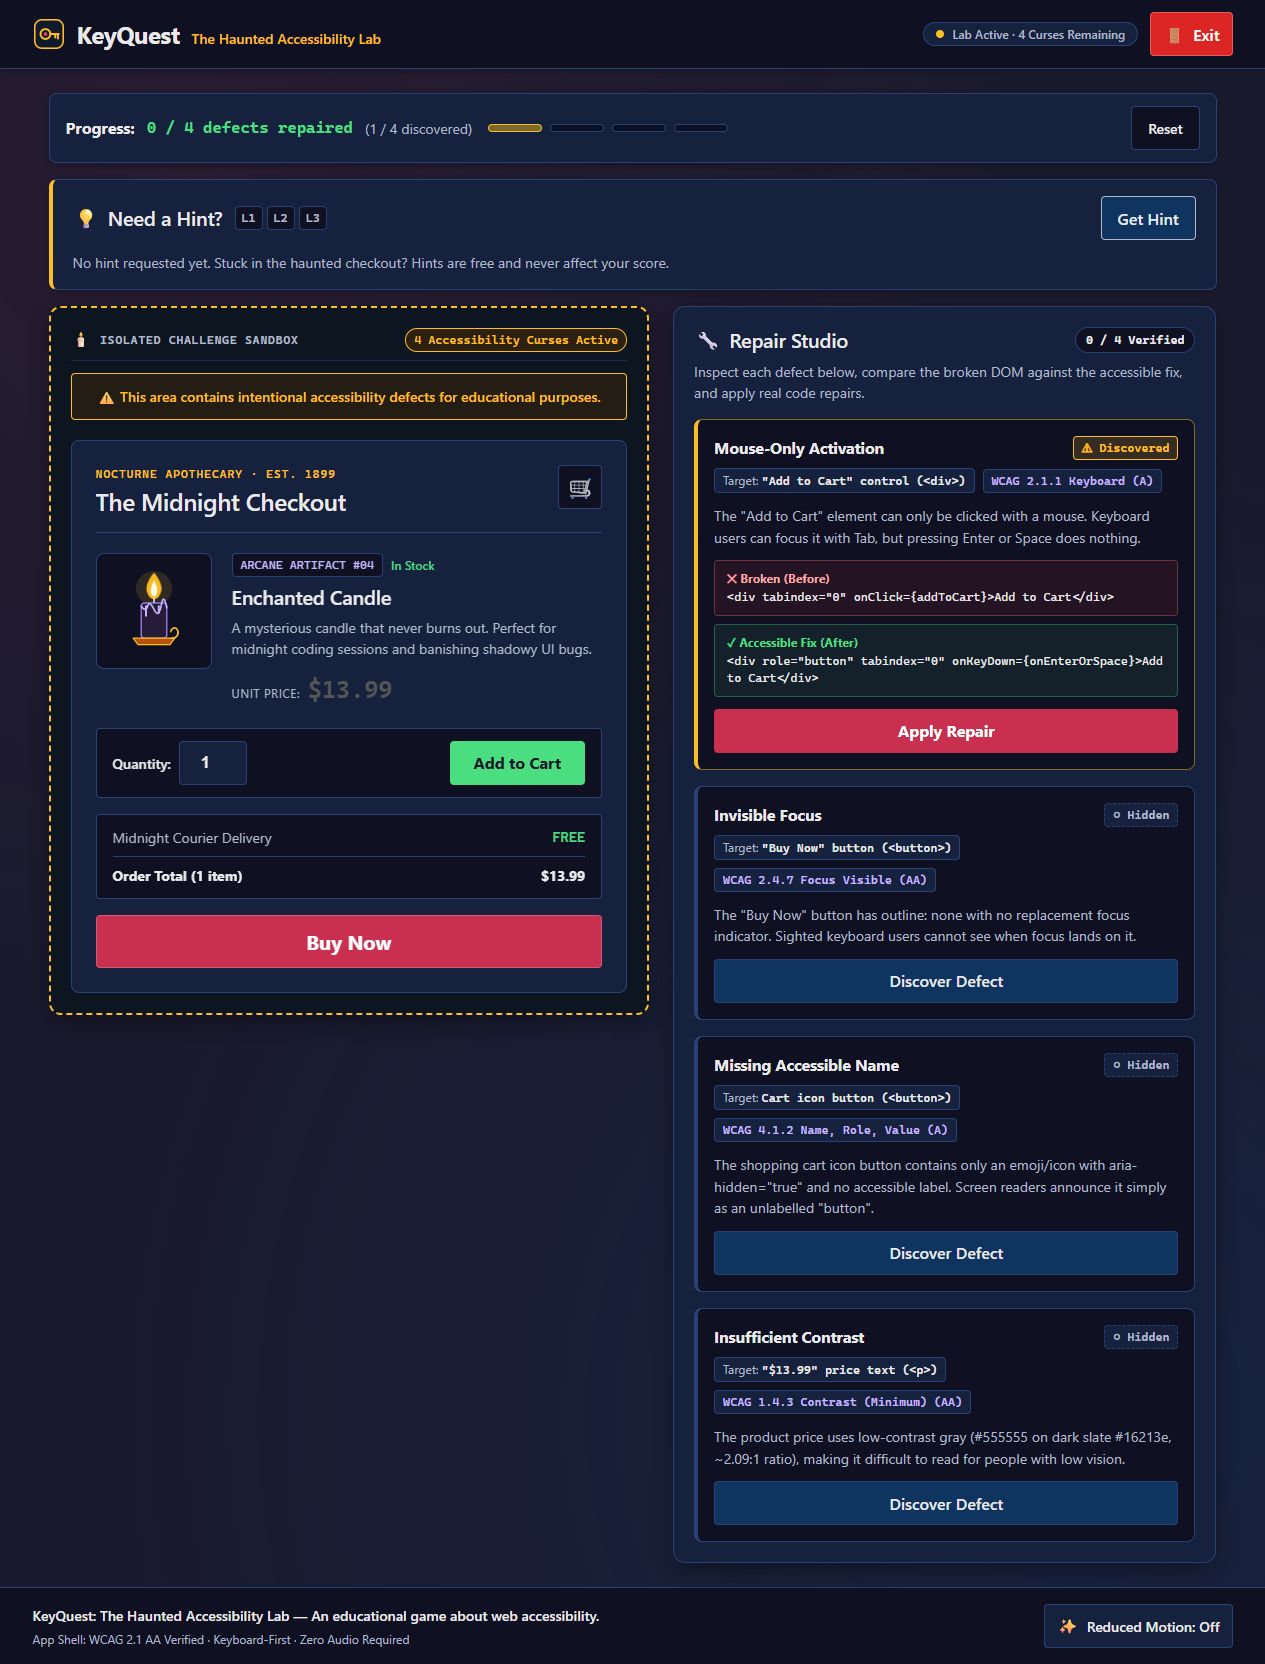 KeyQuest The Haunted Accessibility Lab
Lab Active · 4 Curses Remaining
Exit
Progress: 0 / 4 defects repaired (1 / 4 discovered)
Reset
Need a Hint? L1 L2 L3
Get Hint
No hint requested yet. Stuck in the haunted checkout? Hints are free and never affect your score.
ISOLATED CHALLENGE SANDBOX
4 Accessibility Curses Active
This area contains intentional accessibility defects for educational purposes.
NOCTURNE APOTHECARY · EST. 1899
The Midnight Checkout
ARCANE ARTIFACT #04 In Stock
Enchanted Candle
A mysterious candle that never burns out. Perfect for
midnight coding sessions and banishing shadowy UI bugs.
UNIT PRICE: $13.99
Quantity: 1
Add to Cart
Midnight Courier Delivery FREE
Order Total (1 item) $13.99
Buy Now
Repair Studio
0 / 4 Verified
Inspect each defect below, compare the broken DOM against the accessible fix,
and apply real code repairs.
Mouse-Only Activation
⚠ Discovered
Target: "Add to Cart" control (<div>)
WCAG 2.1.1 Keyboard (A)
The "Add to Cart" element can only be clicked with a mouse. Keyboard
users can focus it with Tab, but pressing Enter or Space does nothing.
❌ Broken (Before)
<div tabindex="0" onClick={addToCart}>Add to Cart</div>
✓ Accessible Fix (After)
<div role="button" tabindex="0" onKeyDown={onEnterOrSpace}>Add
to Cart</div>
Apply Repair
Invisible Focus
Hidden
Target: "Buy Now" button (<button>)
WCAG 2.4.7 Focus Visible (AA)
The "Buy Now" button has outline: none with no replacement focus
indicator. Sighted keyboard users cannot see when focus lands on it.
Discover Defect
Missing Accessible Name
Hidden
Target: Cart icon button (<button>)
WCAG 4.1.2 Name, Role, Value (A)
The shopping cart icon button contains only an emoji/icon with aria-
hidden="true" and no accessible label. Screen readers announce it simply
as an unlabelled "button".
Discover Defect
Insufficient Contrast
Hidden
Target: "$13.99" price text (<p>)
WCAG 1.4.3 Contrast (Minimum) (AA)
The product price uses low-contrast gray (#555555 on dark slate #16213e,
~2.09:1 ratio), making it difficult to read for people with low vision.
Discover Defect
KeyQuest: The Haunted Accessibility Lab — An educational game about web accessibility.
App Shell: WCAG 2.1 AA Verified · Keyboard-First · Zero Audio Required
Reduced Motion: Off